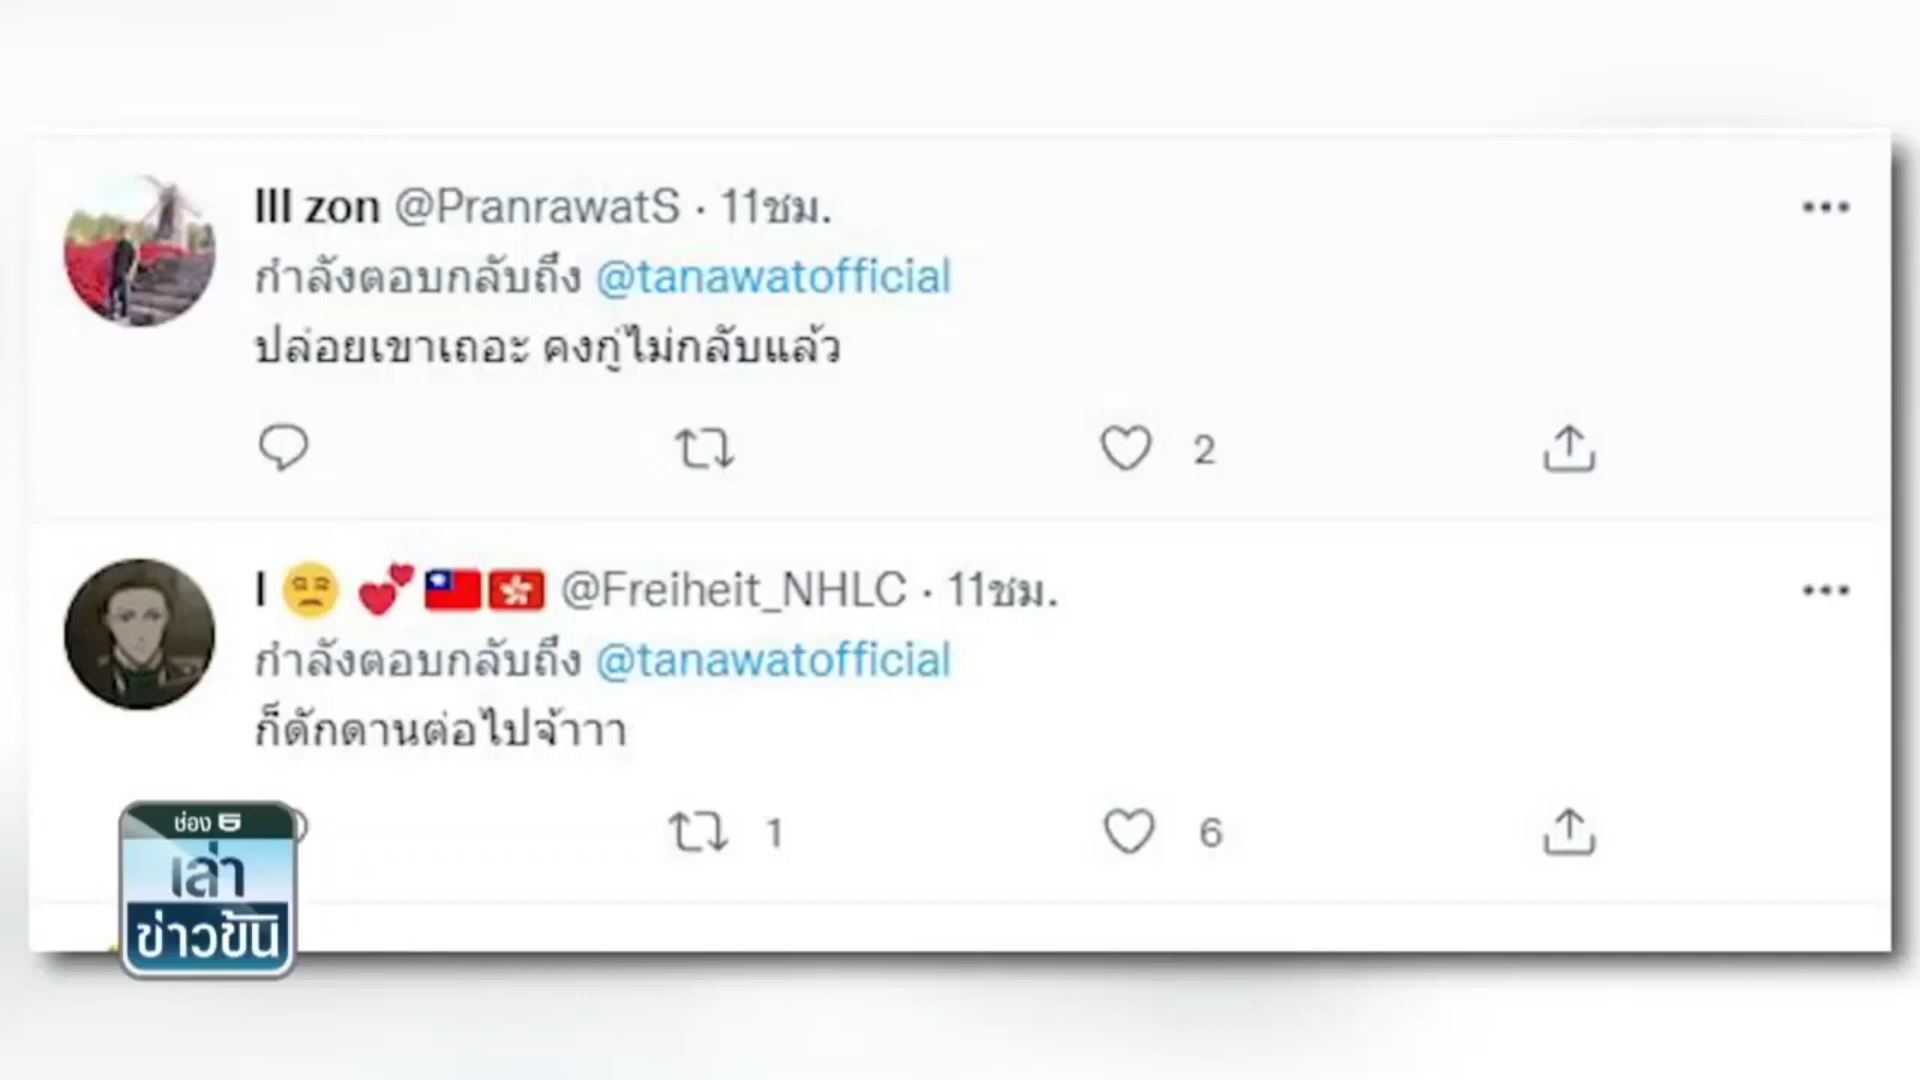 III zon @PranrawatS · 11ชม.
กำลังตอบกลับถึง @tanawatofficial
ปล่อยเขาเถอะ คงกู่ไม่กลับแล้ว
2
I 😔 💕🇹🇼🇭🇰 @Freiheit_NHLC · 11ชม.
กำลังตอบกลับถึง @tanawatofficial
ก็ดักดานต่อไปจ้าาา
1 6
ช่อง 5
เล่า
ข่าวข้น